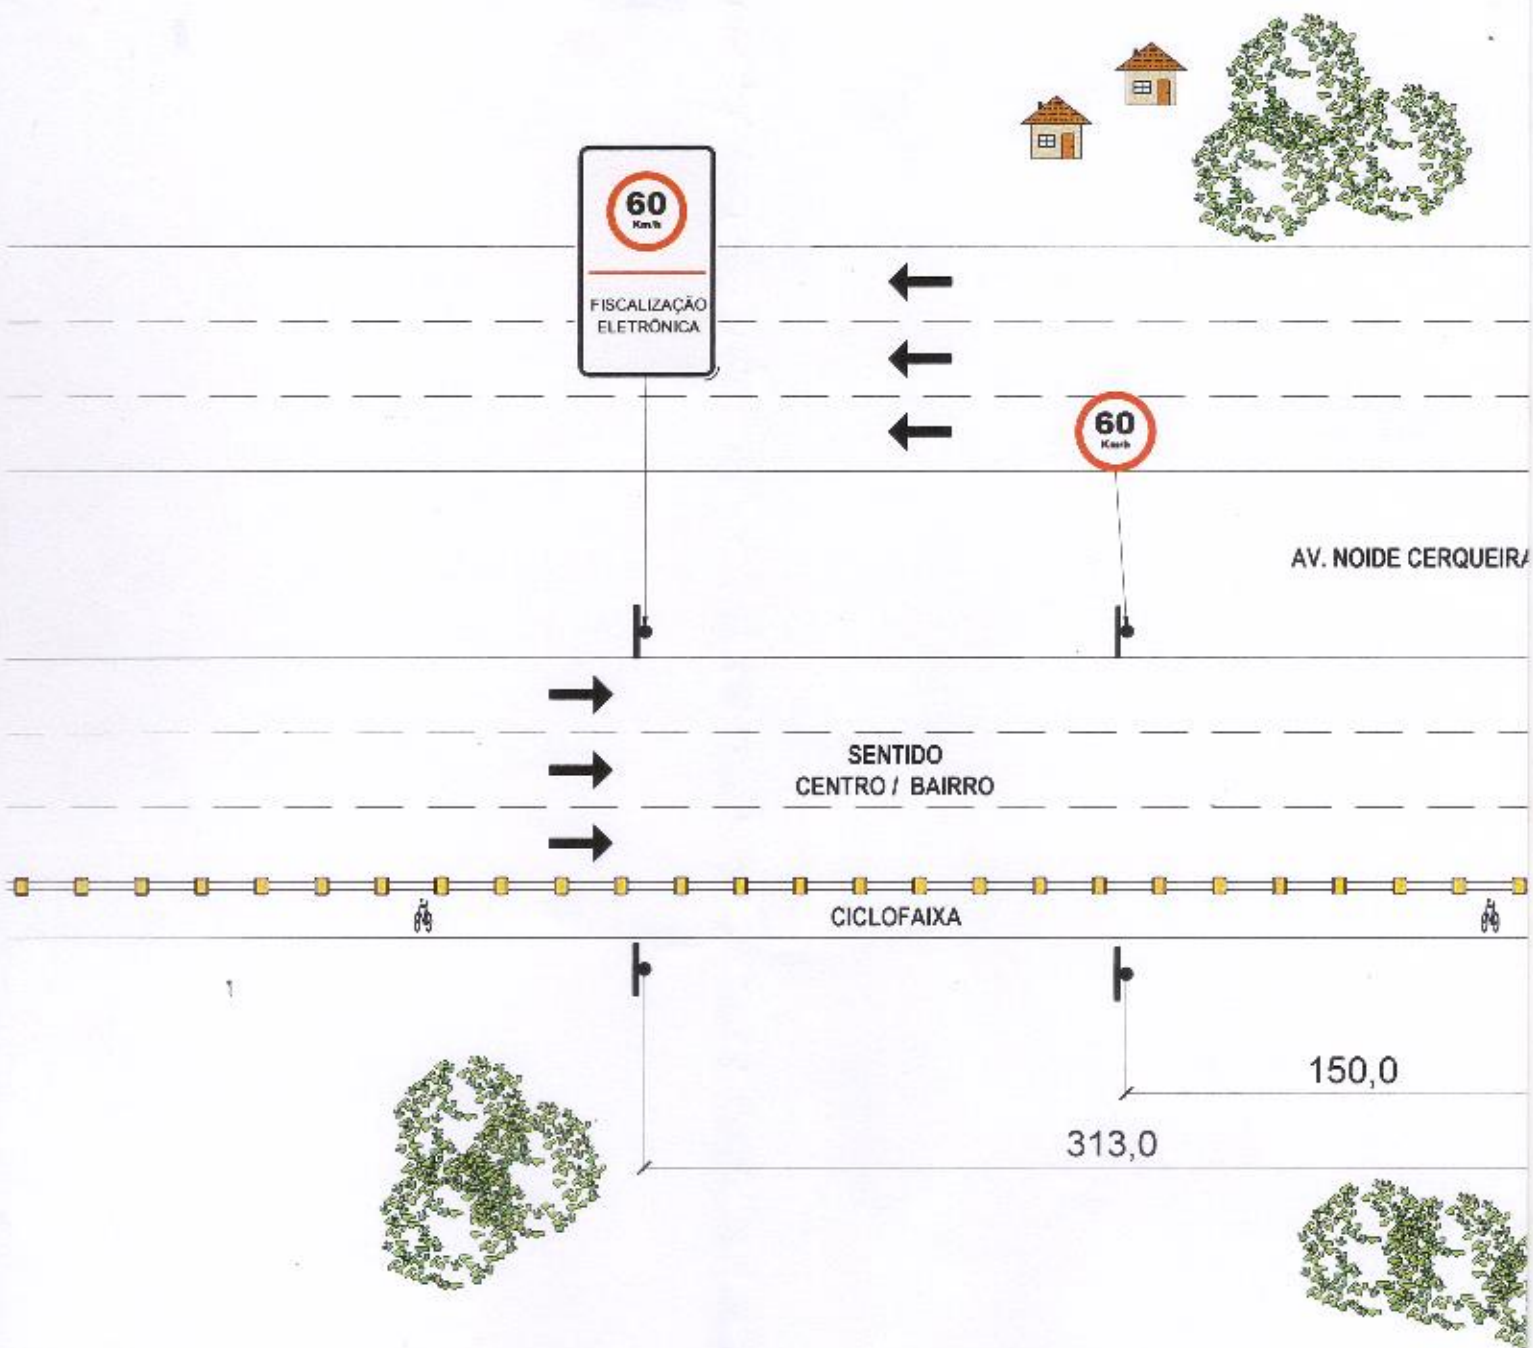 60
Km/h
FISCALIZAÇÃO
ELETRÔNICA
60
Km/h
AV. NOIDE CERQUEIRA
SENTIDO
CENTRO / BAIRRO
CICLOFAIXA
150,0
313,0